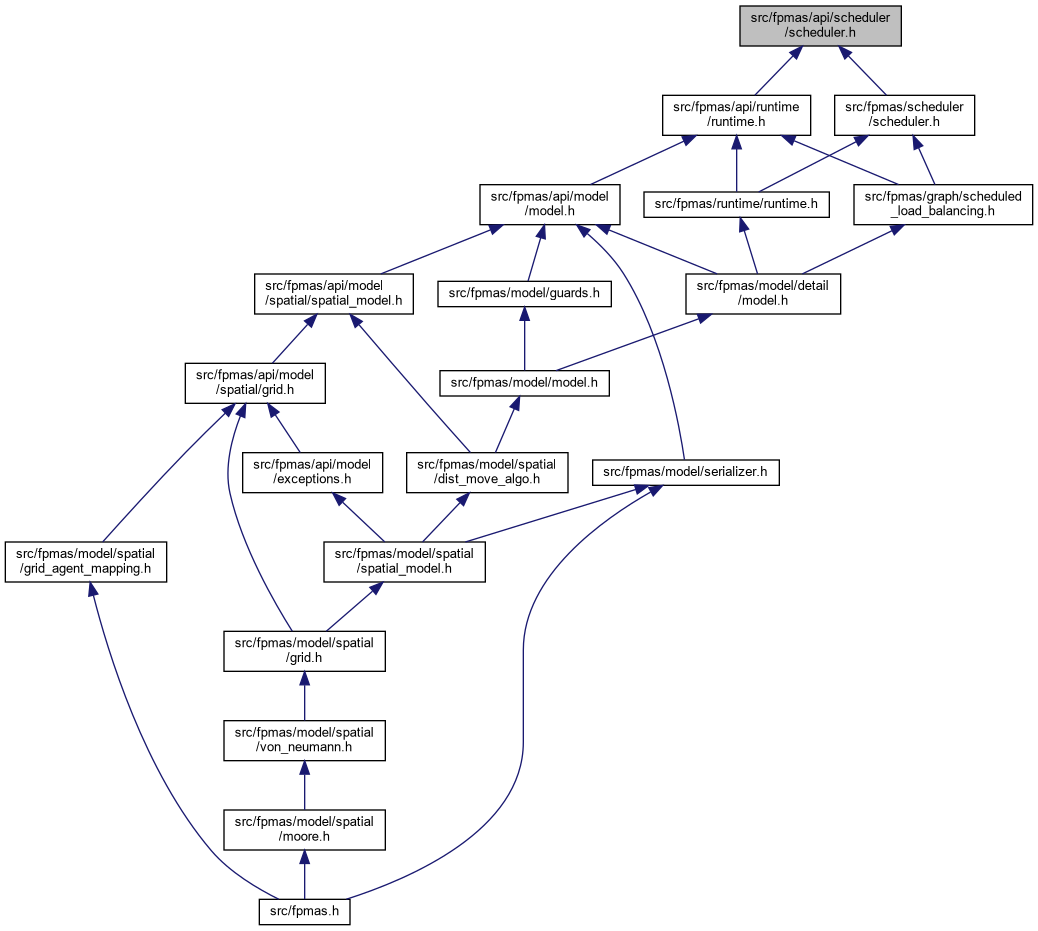 src/fpmas/api/scheduler
/scheduler.h
src/fpmas/api/runtime
/runtime.h
src/fpmas/scheduler
/scheduler.h
src/fpmas/api/model
/model.h
src/fpmas/runtime/runtime.h
src/fpmas/graph/scheduled
_load_balancing.h
src/fpmas/api/model
/spatial/spatial_model.h
src/fpmas/model/guards.h
src/fpmas/model/detail
/model.h
src/fpmas/api/model
/spatial/grid.h
src/fpmas/model/model.h
src/fpmas/api/model
/exceptions.h
src/fpmas/model/spatial
/dist_move_algo.h
src/fpmas/model/serializer.h
src/fpmas/model/spatial
/grid_agent_mapping.h
src/fpmas/model/spatial
/spatial_model.h
src/fpmas/model/spatial
/grid.h
src/fpmas/model/spatial
/von_neumann.h
src/fpmas/model/spatial
/moore.h
src/fpmas.h